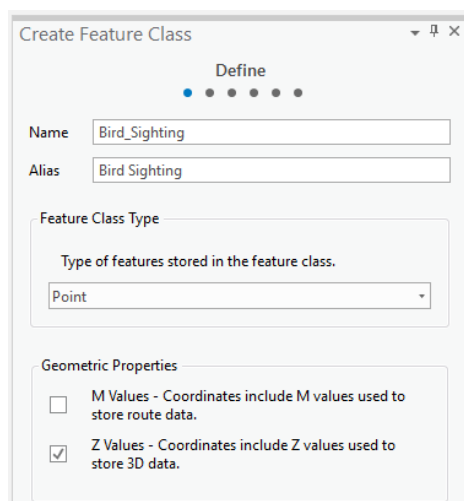 Create Feature Class
Define
Name Bird_Sighting
Alias Bird Sighting
Feature Class Type
Type of features stored in the feature class.
Point
Geometric Properties
M Values - Coordinates include M values used to
store route data.
Z Values - Coordinates include Z values used to
store 3D data.